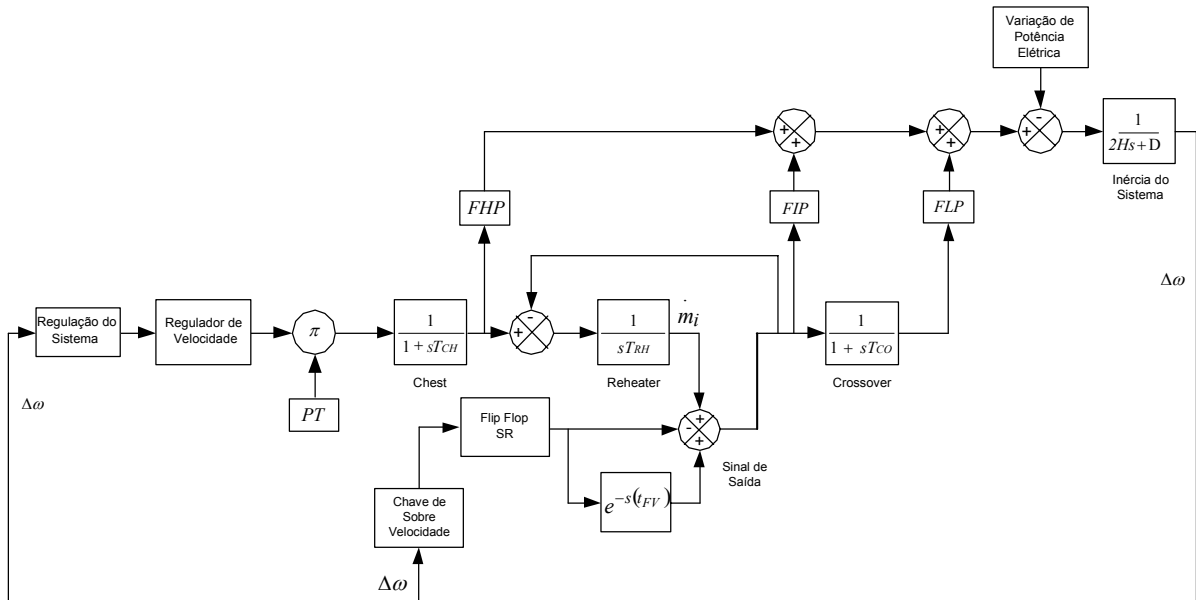 Variação de
Potência
Elétrica
-
+ +
+ +
+
1
2Hs + D
Inércia do
Sistema
FHP
FIP
FLP
Δω
Regulação do
Sistema
Regulador de
Velocidade
π
PT
1
1 + sTCH
Chest
-
+
1
sTRH
Reheater
ṁi
1
1 + sTCO
Crossover
Δω
Flip Flop
SR
+
-
+
Sinal de
Saída
e−s(tFV)
Chave de
Sobre
Velocidade
Δω